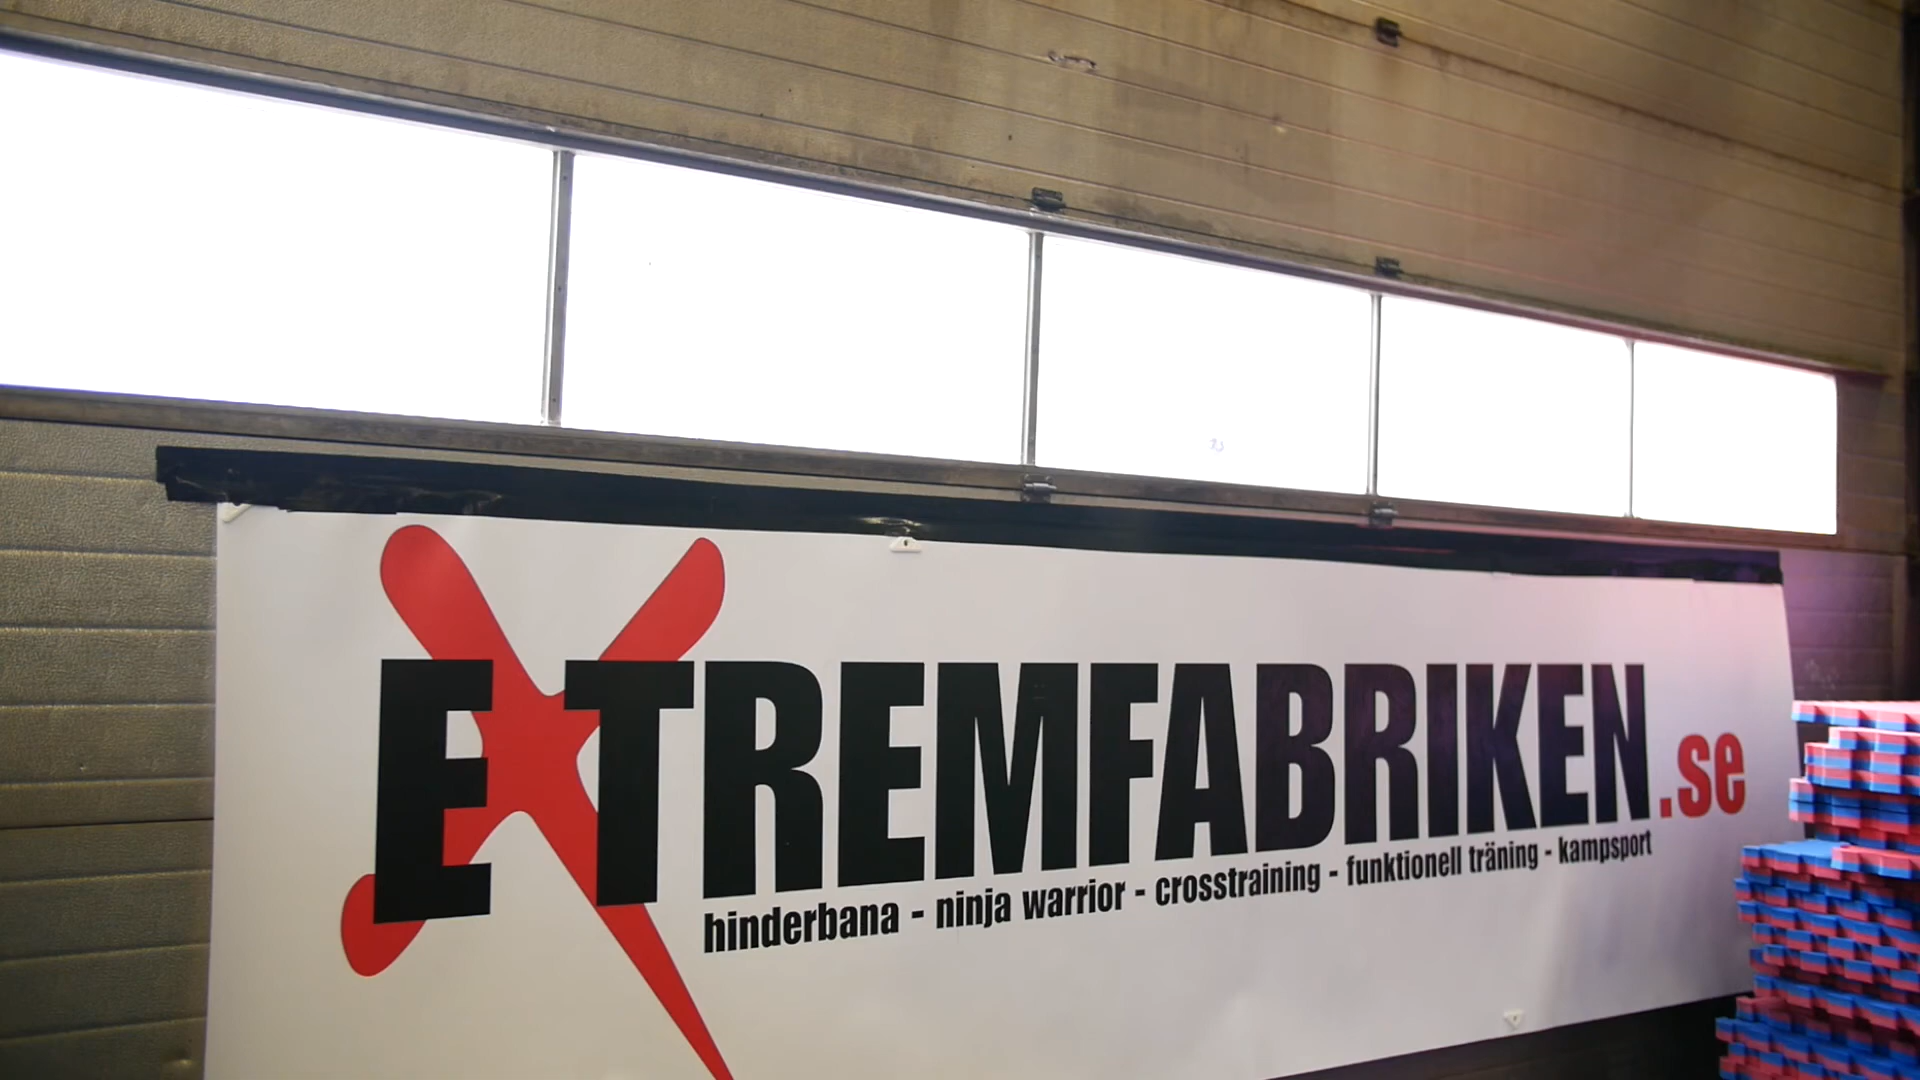 EXTREMFABRIKEN.se
hinderbana - ninja warrior - crosstraining - funktionell träning - kampsport